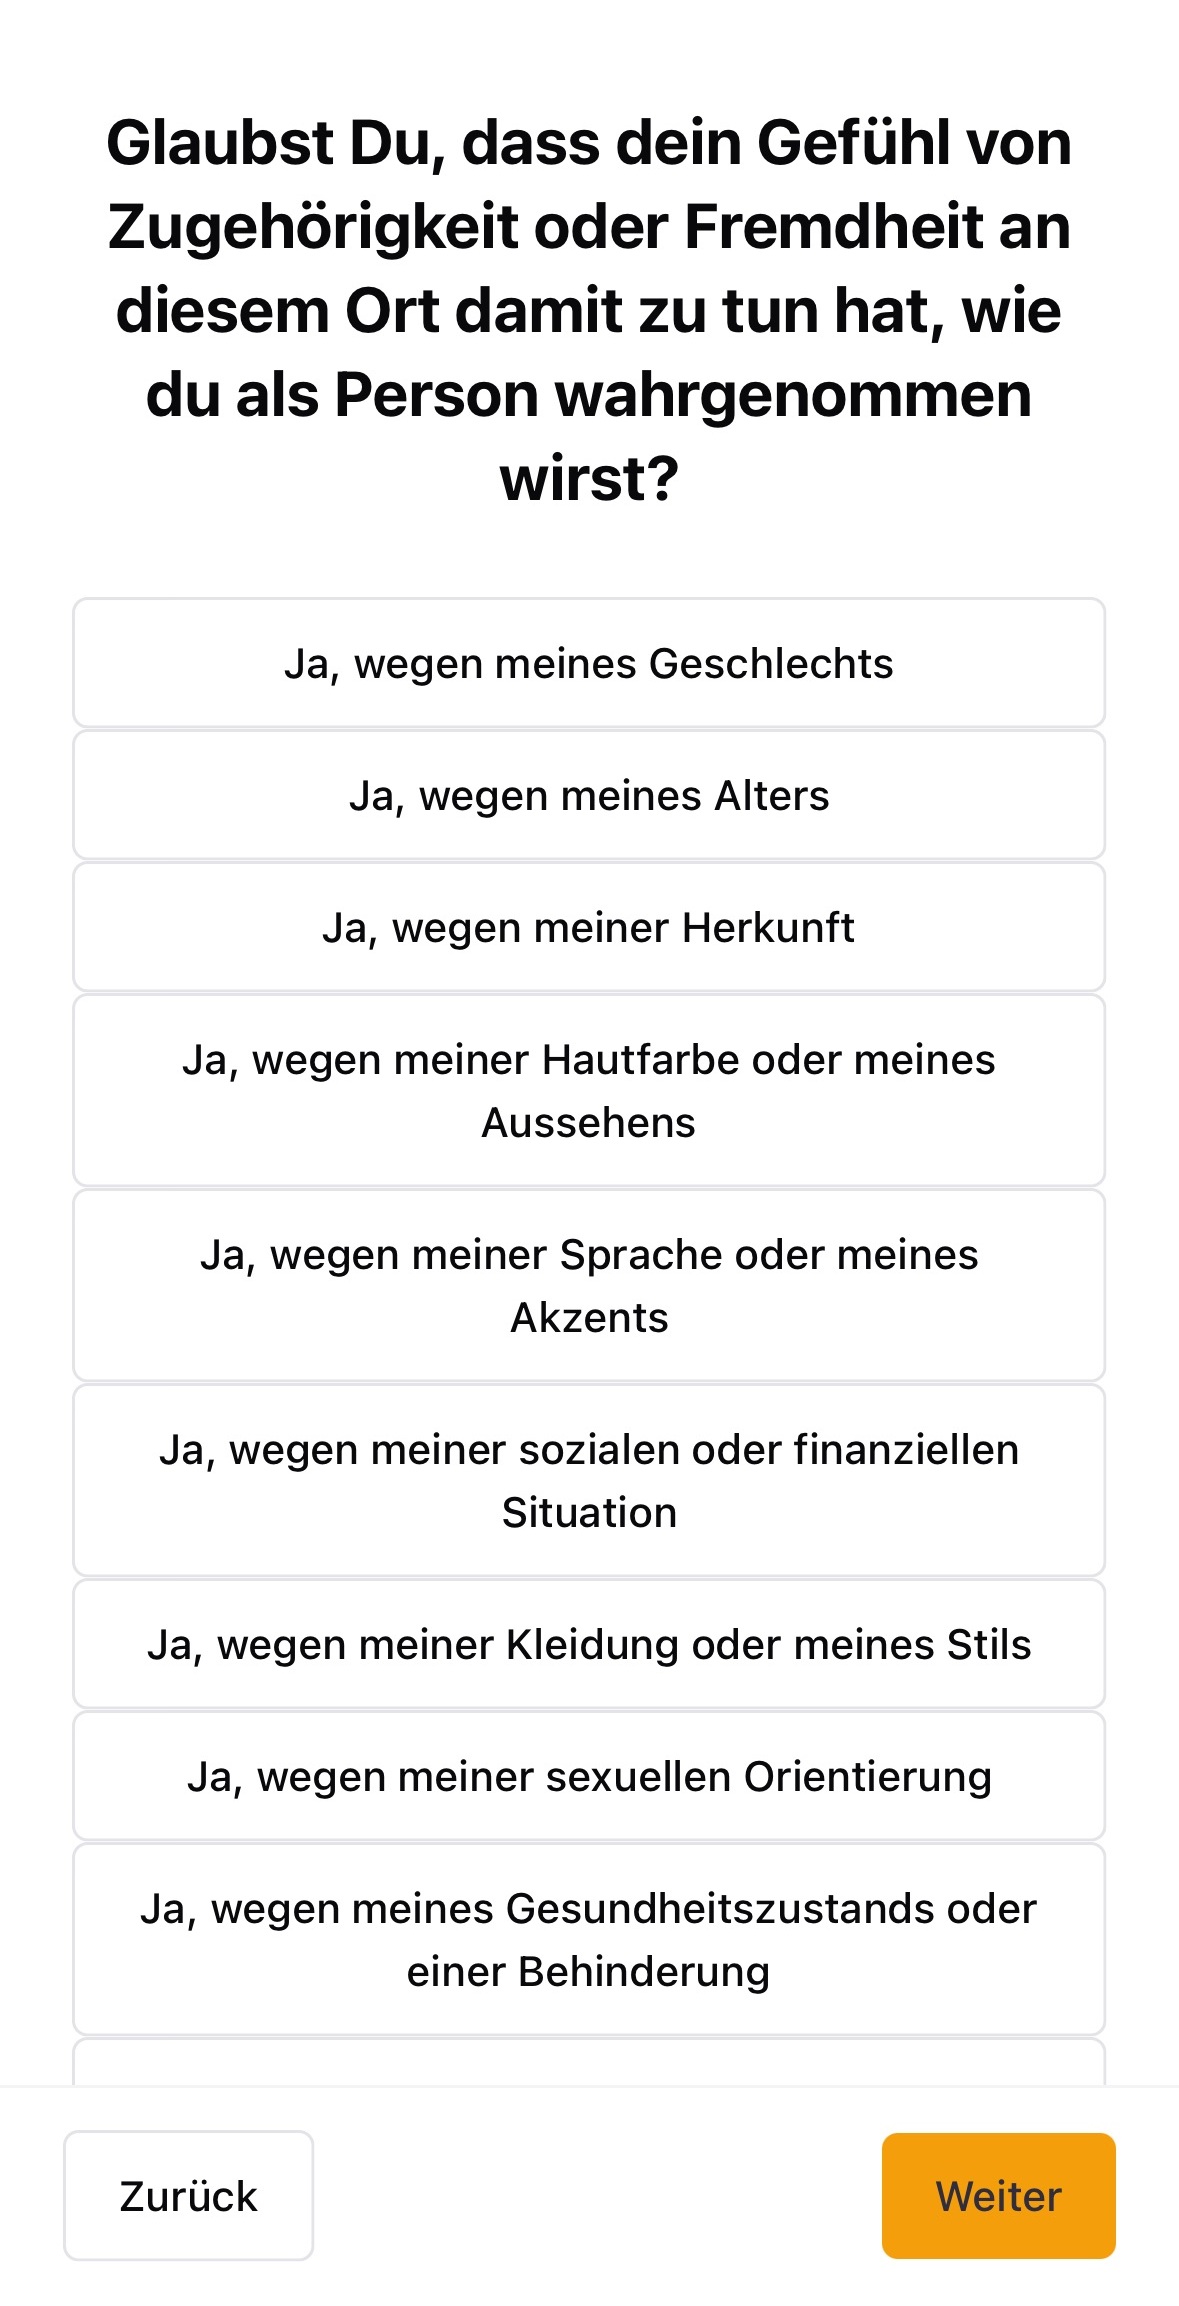 Glaubst Du, dass dein Gefühl von
Zugehörigkeit oder Fremdheit an
diesem Ort damit zu tun hat, wie
du als Person wahrgenommen
wirst?
Ja, wegen meines Geschlechts
Ja, wegen meines Alters
Ja, wegen meiner Herkunft
Ja, wegen meiner Hautfarbe oder meines
Aussehens
Ja, wegen meiner Sprache oder meines
Akzents
Ja, wegen meiner sozialen oder finanziellen
Situation
Ja, wegen meiner Kleidung oder meines Stils
Ja, wegen meiner sexuellen Orientierung
Ja, wegen meines Gesundheitszustands oder
einer Behinderung
Zurück
Weiter